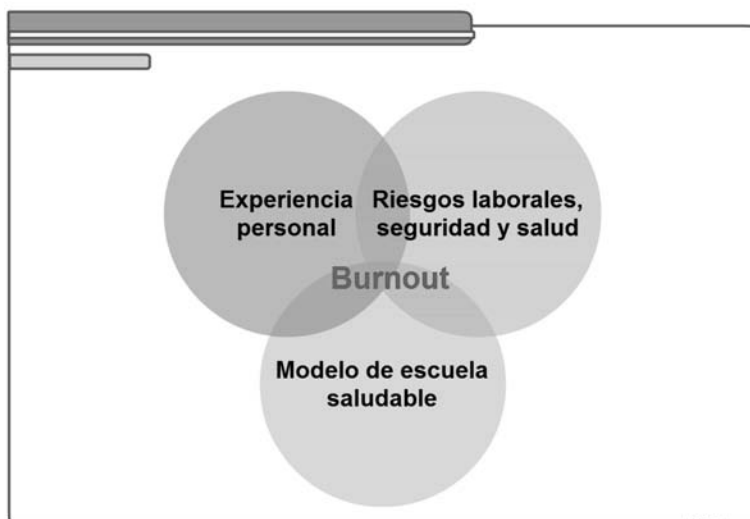 Experiencia
personal
Riesgos laborales,
seguridad y salud
Burnout
Modelo de escuela
saludable